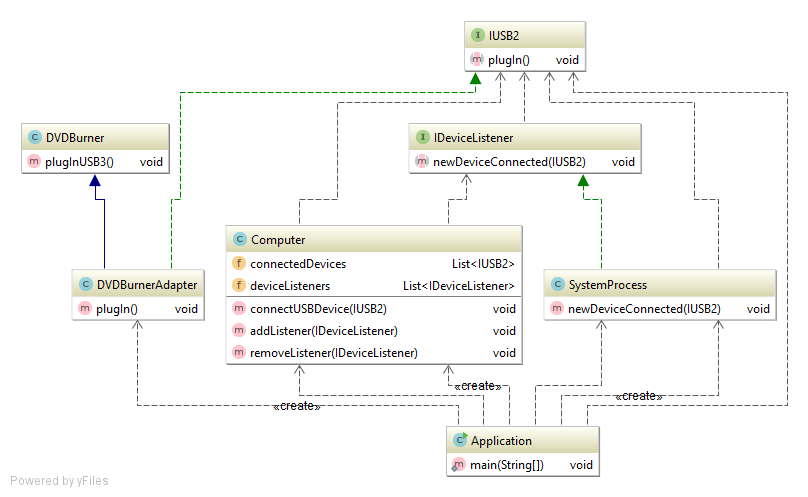 I IUSB2
m plugIn() void
C DVDBurner
m plugInUSB3() void
I IDeviceListener
m newDeviceConnected(IUSB2) void
C Computer
f connectedDevices List<IUSB2>
f deviceListeners List<IDeviceListener>
m connectUSBDevice(IUSB2) void
m addListener(IDeviceListener) void
m removeListener(IDeviceListener) void
C DVDBurnerAdapter
m plugIn() void
C SystemProcess
m newDeviceConnected(IUSB2) void
«create»
«create»
«create»
C Application
m main(String[]) void
Powered by yFiles